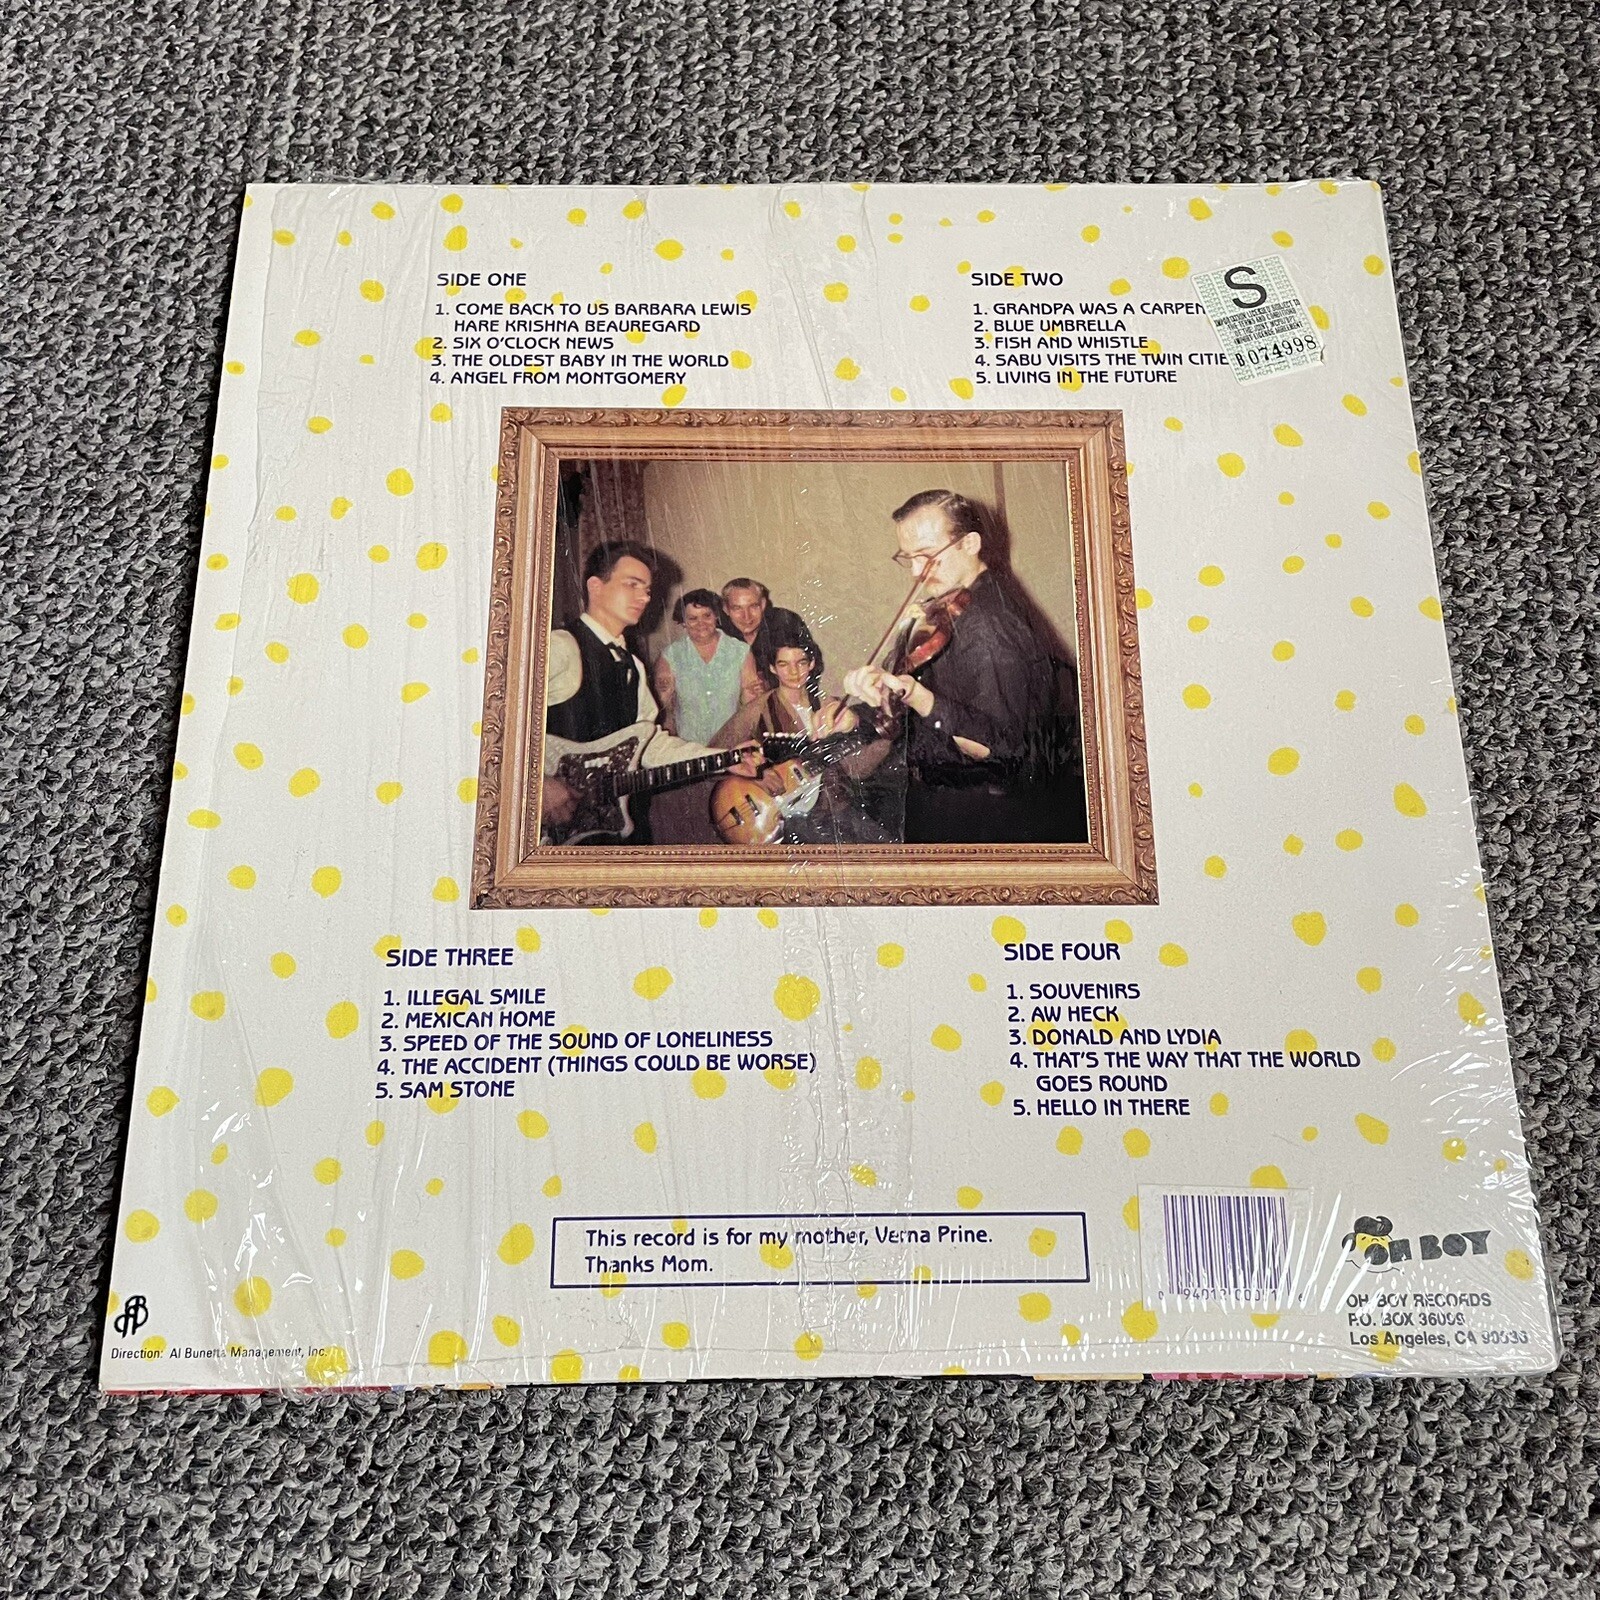 SIDE ONE
1. COME BACK TO US BARBARA LEWIS
HARE KRISHNA BEAUREGARD
2. SIX O'CLOCK NEWS
3. THE OLDEST BABY IN THE WORLD
4. ANGEL FROM MONTGOMERY
SIDE TWO
1. GRANDPA WAS A CARPEN
2. BLUE UMBRELLA
3. FISH AND WHISTLE
4. SABU VISITS THE TWIN CITIE
5. LIVING IN THE FUTURE
S
B074998
SIDE THREE
1. ILLEGAL SMILE
2. MEXICAN HOME
3. SPEED OF THE SOUND OF LONELINESS
4. THE ACCIDENT (THINGS COULD BE WORSE)
5. SAM STONE
SIDE FOUR
1. SOUVENIRS
2. AW HECK
3. DONALD AND LYDIA
4. THAT'S THE WAY THAT THE WORLD
GOES ROUND
5. HELLO IN THERE
This record is for my mother, Verna Prine.
Thanks Mom.
OH BOY
OH BOY RECORDS
P.O. BOX
Los Angeles, CA
Direction: Al Bunetta Management, Inc.